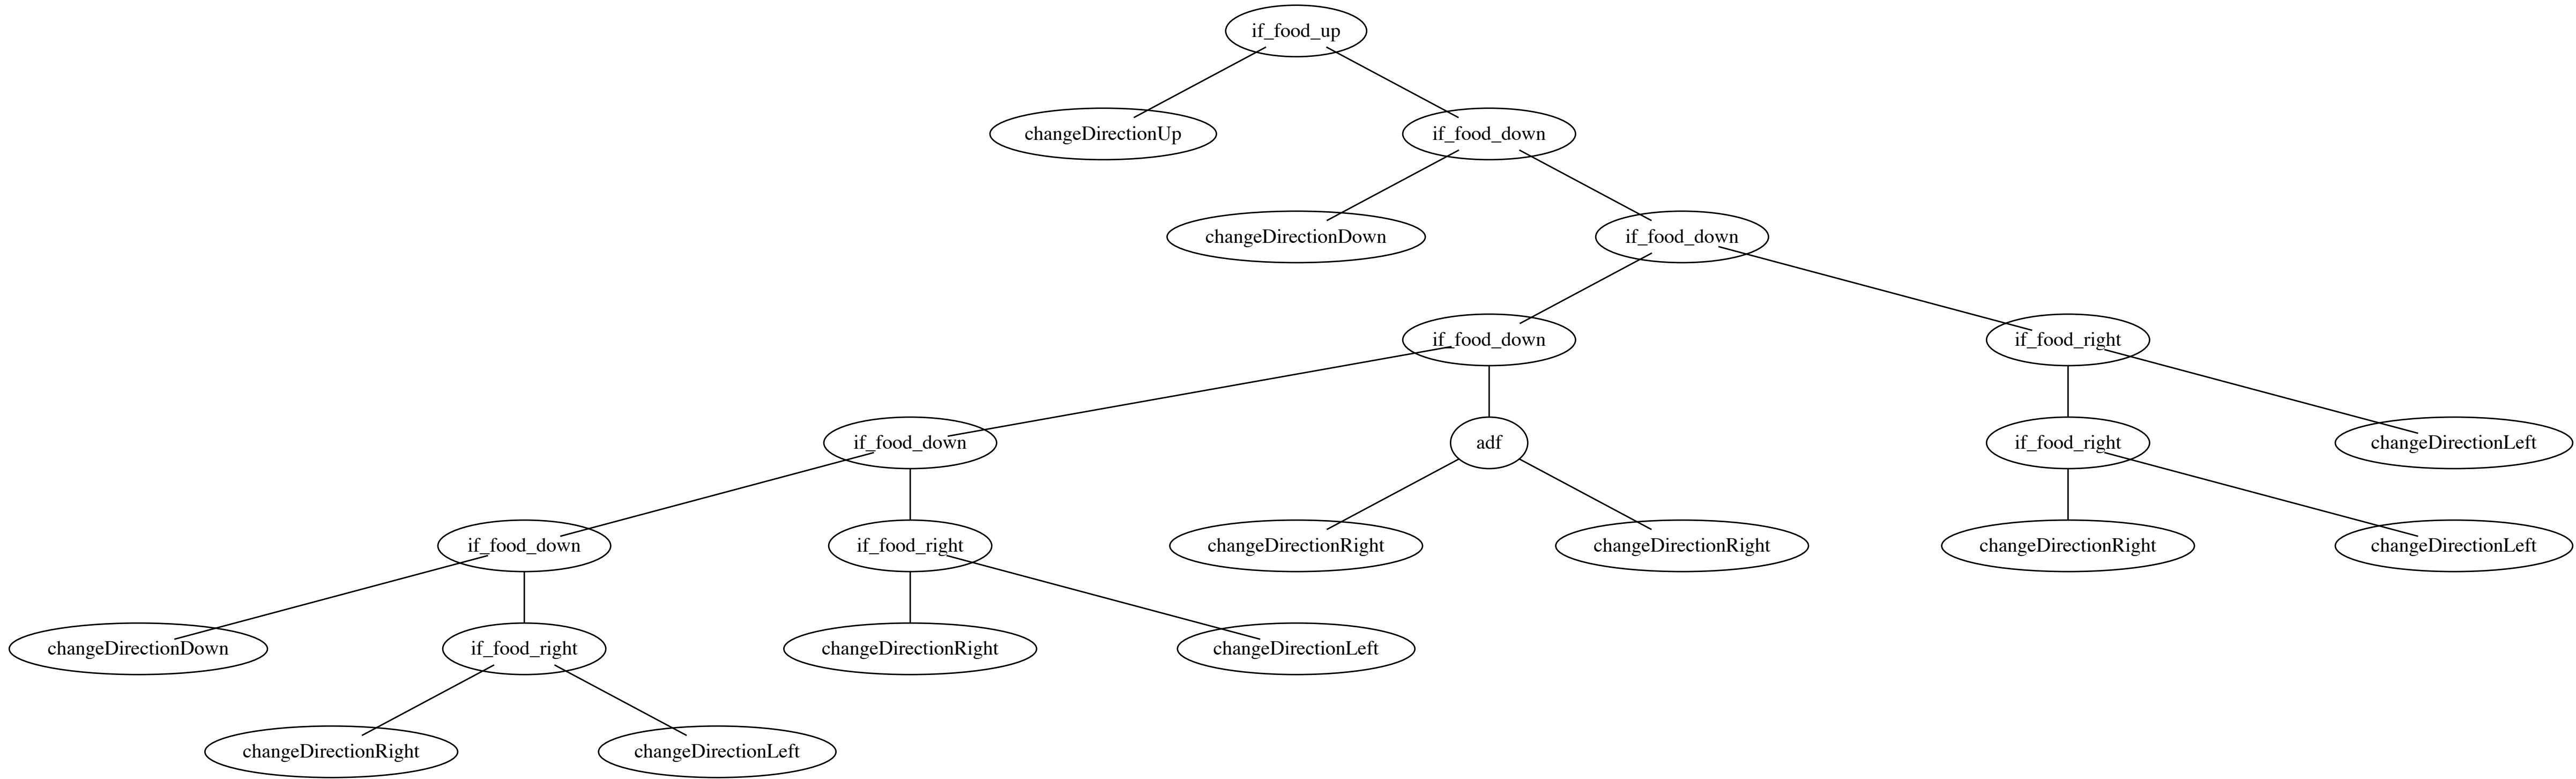 if_food_up
changeDirectionUp
if_food_down
changeDirectionDown
if_food_down
if_food_down
if_food_right
if_food_down
adf
if_food_right
changeDirectionLeft
if_food_down
if_food_right
changeDirectionRight
changeDirectionRight
changeDirectionRight
changeDirectionLeft
changeDirectionDown
if_food_right
changeDirectionRight
changeDirectionLeft
changeDirectionRight
changeDirectionLeft